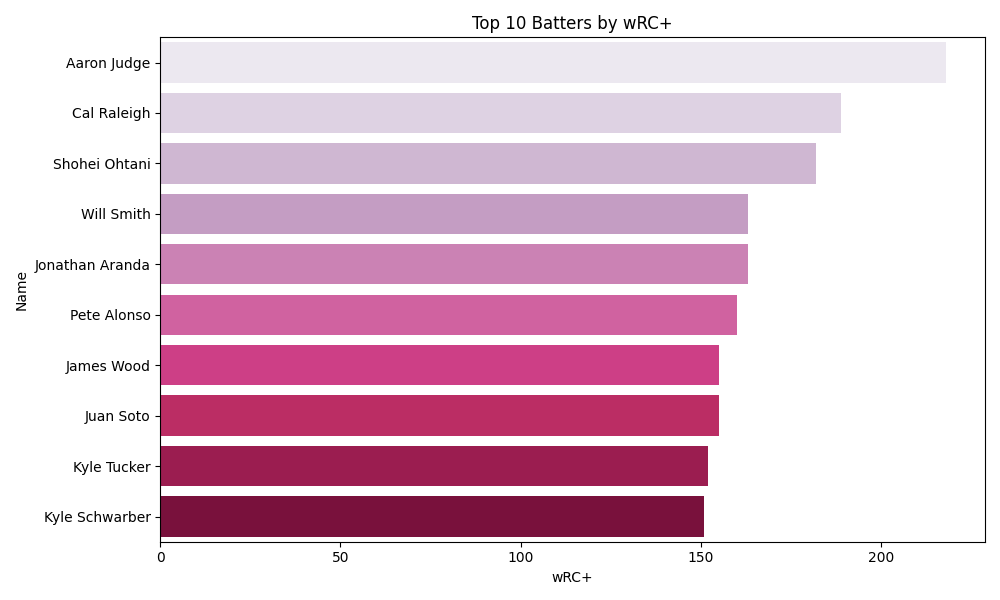 Top 10 Batters by wRC+
Aaron Judge
Cal Raleigh
Shohei Ohtani
Will Smith
Jonathan Aranda
Pete Alonso
James Wood
Juan Soto
Kyle Tucker
Kyle Schwarber
Name
0 50 100 150 200
wRC+